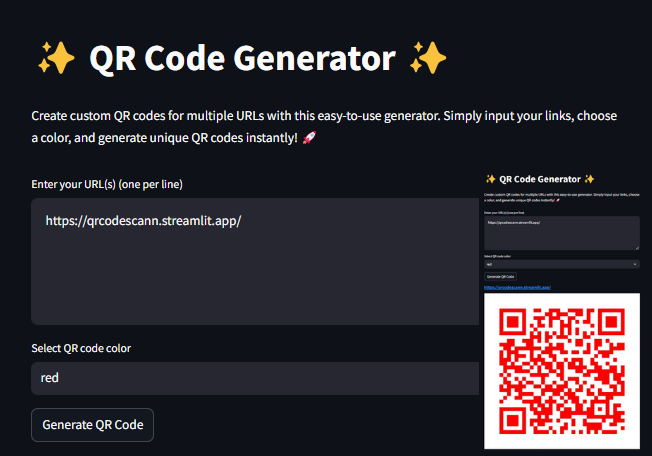 ✨ QR Code Generator ✨
Create custom QR codes for multiple URLs with this easy-to-use generator. Simply input your links, choose
a color, and generate unique QR codes instantly! 🚀
Enter your URL(s) (one per line)
https://qrcodescann.streamlit.app/
Select QR code color
red
Generate QR Code
✨ QR Code Generator ✨
Create custom QR codes for multiple URLs with this easy-to-use generator. Simply input your links, choose
a color, and generate unique QR codes instantly! 🚀
Enter your URL(s) (one per line)
https://qrcodescann.streamlit.app/
Select QR code color
red
Generate QR Code
https://qrcodescann.streamlit.app/